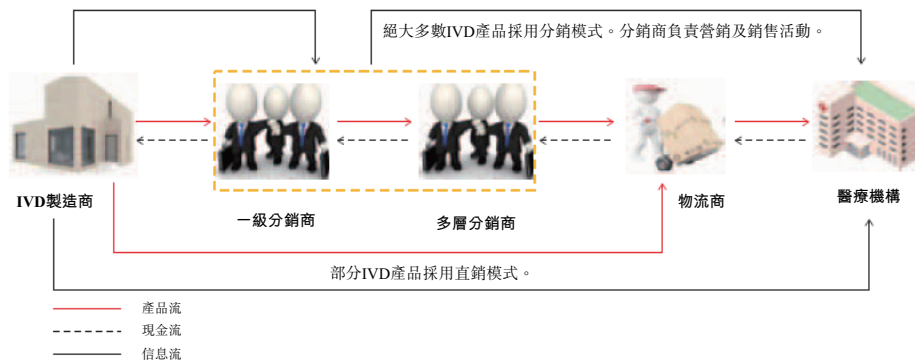 絕大多數IVD產品採用分銷模式。分銷商負責營銷及銷售活動。
IVD製造商
一級分銷商
多層分銷商
物流商
醫療機構
部分IVD產品採用直銷模式。
產品流
現金流
信息流